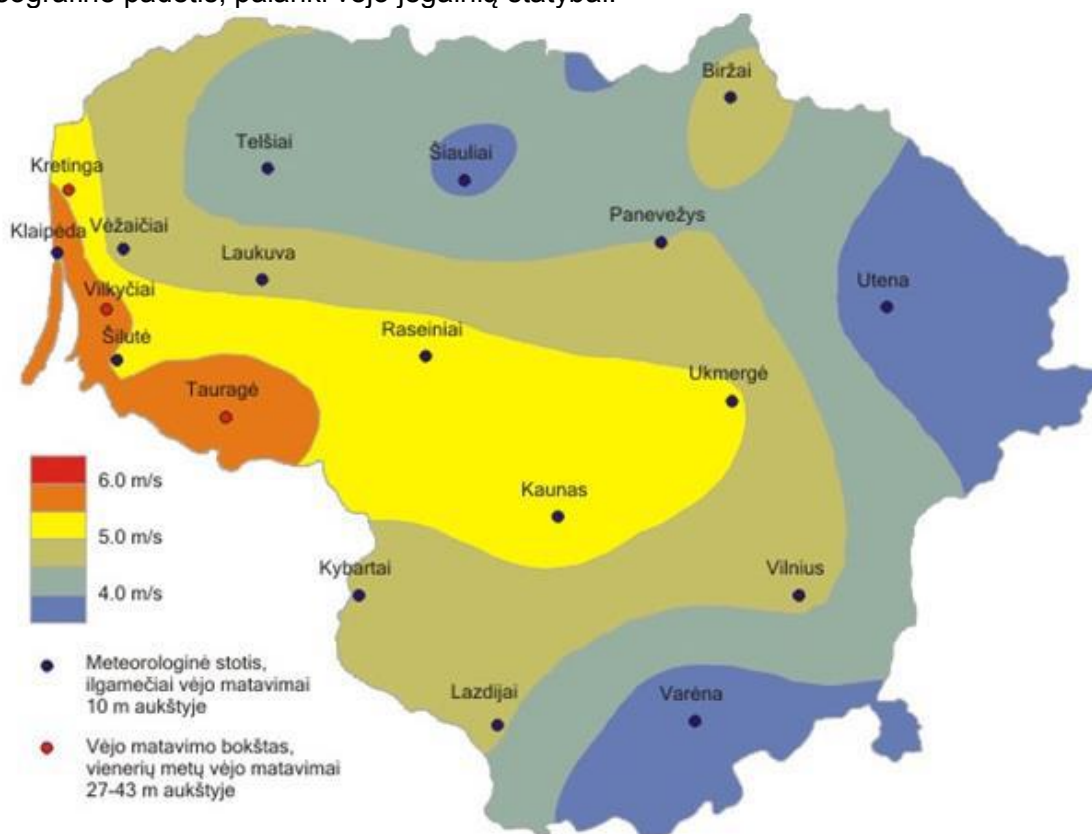 padėtis, palanki vėjo jėgainių statybai.
Biržai
Telšiai
Šiauliai
Kretinga
Panevėžys
Klaipėda
Vėžaičiai
Laukuva
Utena
Vilkyčiai
Šilutė
Raseiniai
Ukmergė
Tauragė
6.0 m/s
5.0 m/s
4.0 m/s
Kaunas
Kybartai
Vilnius
Lazdijai
Varėna
Meteorologinė stotis,
ilgamečiai vėjo matavimai
10 m aukštyje
Vėjo matavimo bokštas,
vienerių metų vėjo matavimai
27-43 m aukštyje